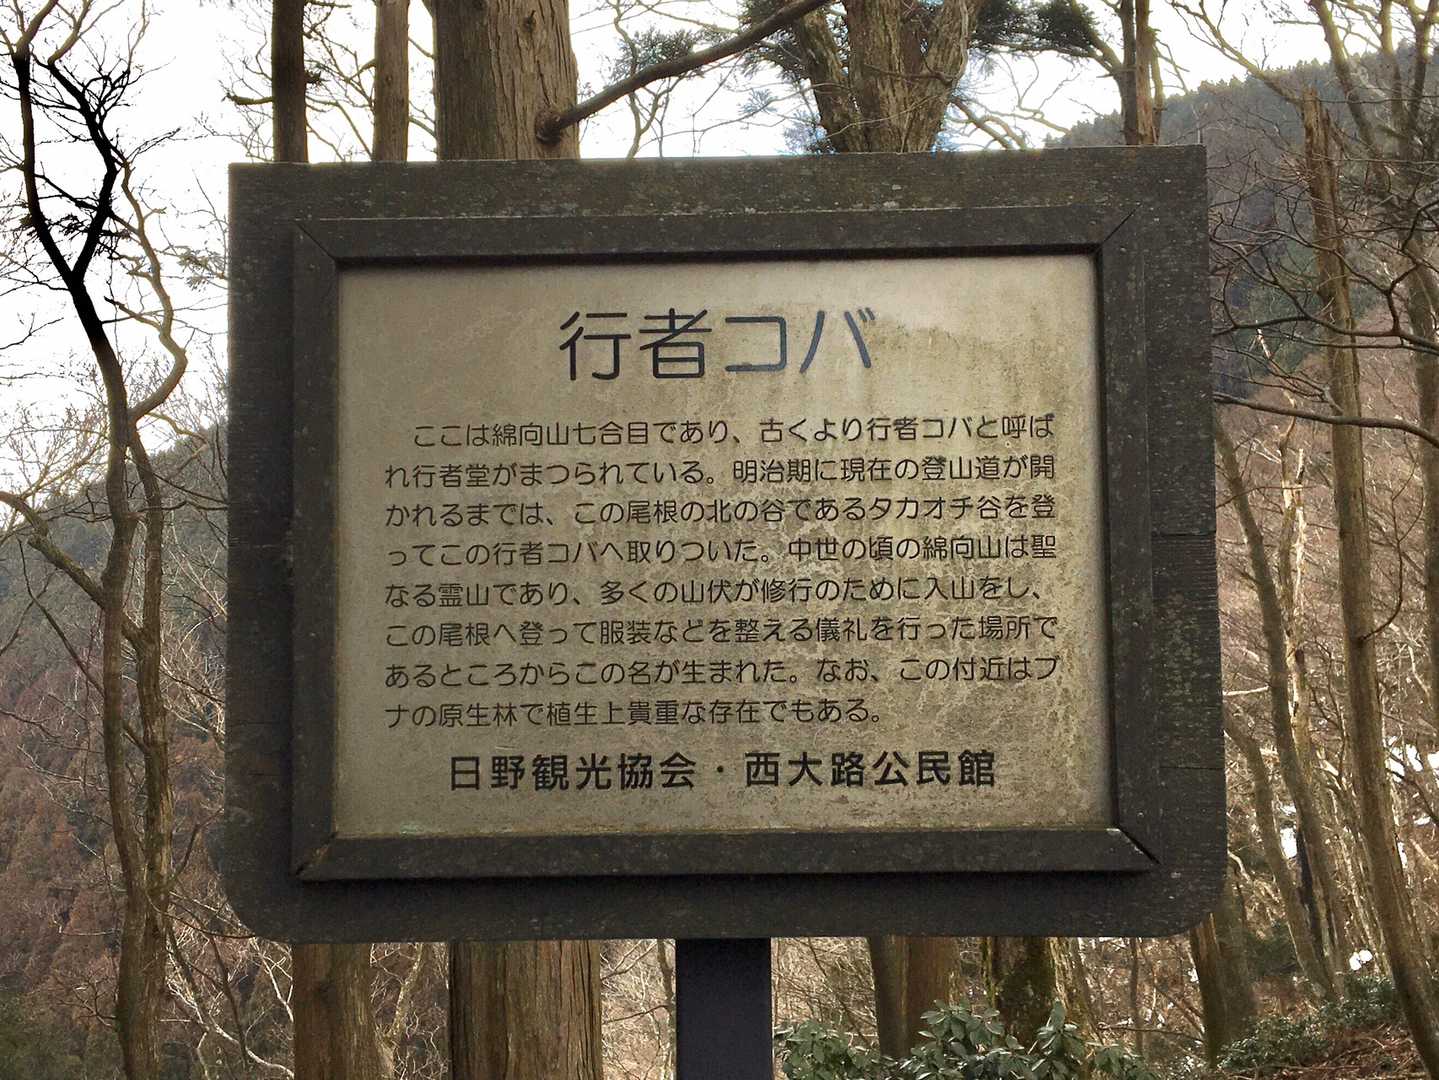 行者コバ
ここは綿向山七合目であり、古くより行者コバと呼ば
れ行者堂がまつられている。明治期に現在の登山道が開
かれるまでは、この尾根の北の谷であるタカオチ谷を登
ってこの行者コバへ取りついた。中世の頃の綿向山は聖
なる霊山であり、多くの山伏が修行のために入山をし、
この尾根へ登って服装などを整える儀礼を行った場所で
あるところからこの名が生まれた。なお、この付近はブ
ナの原生林で植生上貴重な存在でもある。
日野観光協会・西大路公民館